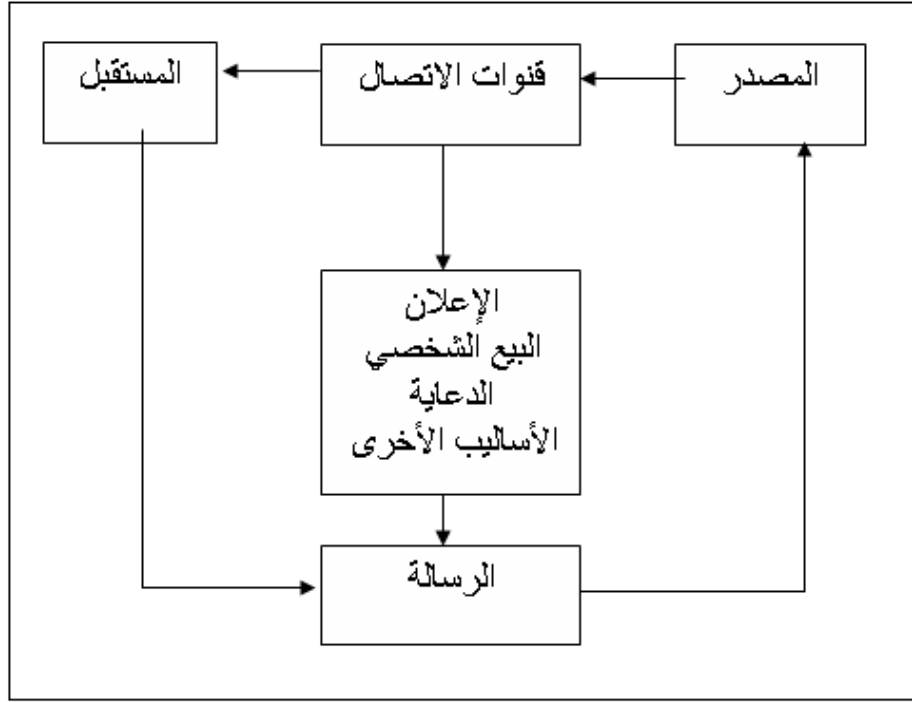 المصدر
قنوات الاتصال
المستقبل
الإعلان
البيع الشخصي
الدعاية
الأساليب الأخرى
الرسالة